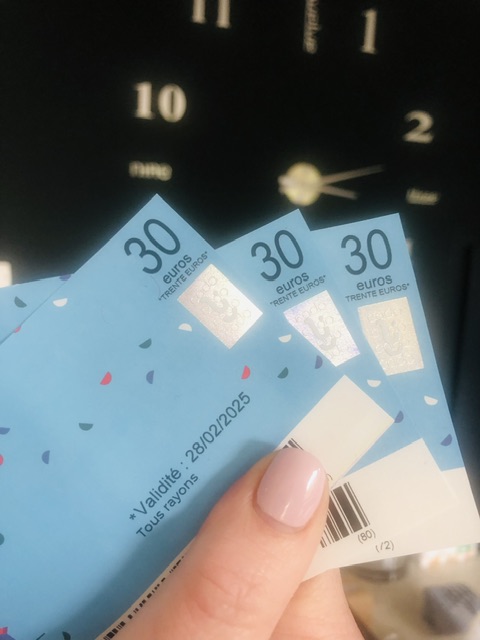 11
1
10
2
30
euros
"TRENTE EUROS"
30
euros
"TRENTE EUROS"
30
euros
"TRENTE EUROS"
*Validité : 28/02/2025
Tous rayons
(80)
(/2)